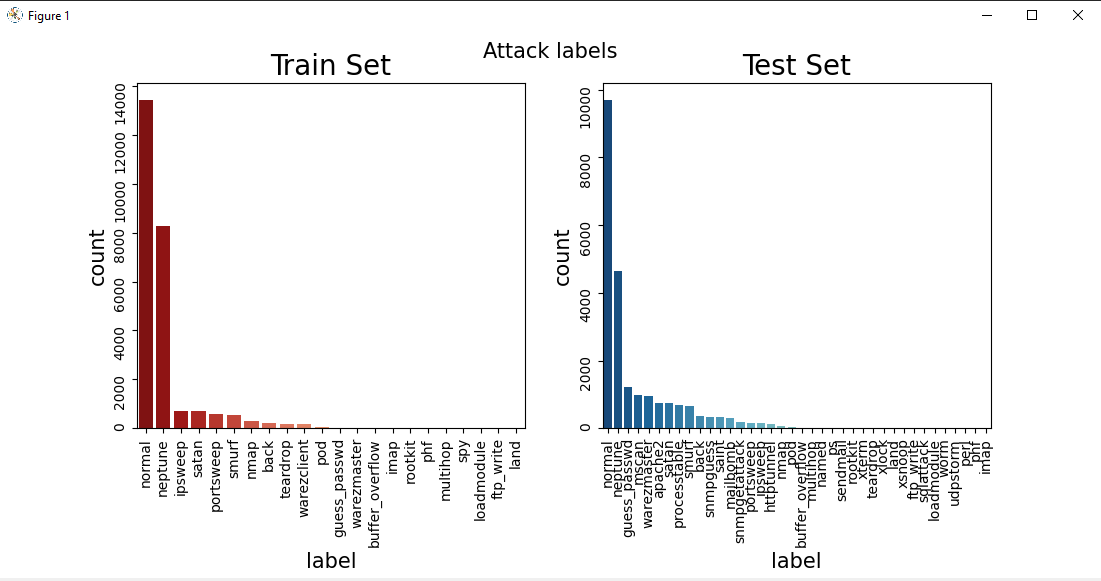 Figure 1
Attack labels
Train Set
count
14000
12000
10000
8000
6000
4000
2000
0
normal
neptune
ipsweep
satan
portsweep
smurf
nmap
back
teardrop
warezclient
pod
guess_passwd
warezmaster
buffer_overflow
imap
rootkit
phf
multihop
spy
loadmodule
ftp_write
land
label
Test Set
count
10000
8000
6000
4000
2000
0
normal
neptune
guess_passwd
mscan
warezmaster
apache2
satan
processtable
smurf
back
snmpguess
saint
mailbomb
snmpgetattack
portsweep
ipsweep
httptunnel
nmap
pod
buffer_overflow
multihop
named
ps
sendmail
rootkit
xterm
teardrop
xlock
land
xsnoop
ftp_write
sqlattack
loadmodule
worm
udpstorm
perl
phf
imap
label